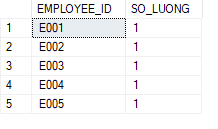 EMPLOYEE_ID SO_LUONG
1 E001 1
2 E002 1
3 E003 1
4 E004 1
5 E005 1